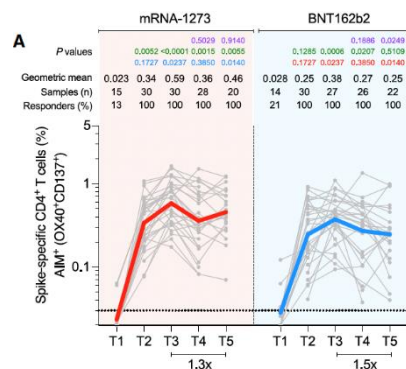 mRNA-1273 BNT162b2
A
0.5029 0.9140 0.1886 0.2249
P values 0.0052 <0.0001 0.0015 0.0055 0.1285 0.0006 0.0207 0.5109
0.1727 0.0237 0.3850 0.0140 0.1727 0.0237 0.3850 0.0140
Geometric mean 0.023 0.34 0.59 0.36 0.46 0.028 0.25 0.38 0.27 0.25
Samples (n) 15 30 30 28 20 14 30 27 26 22
Responders (%) 13 100 100 100 100 21 100 100 100 100
Spike-specific CD4+ T cells (%)
AIM+ (OX40+CD137+)
5
1
0.1
T1 T2 T3 T4 T5 T1 T2 T3 T4 T5
1.3x 1.5x